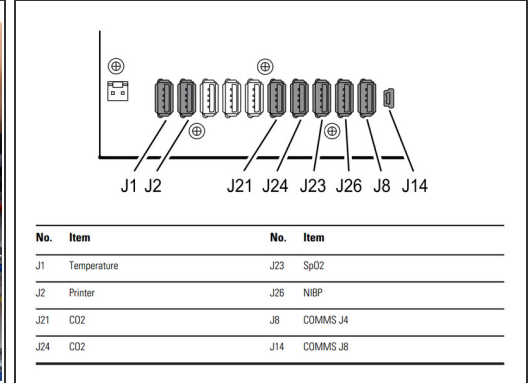 J1 J2 J21 J24 J23 J26 J8 J14
No. Item No. Item
J1 Temperature J23 SpO2
J2 Printer J26 NIBP
J21 CO2 J8 COMMS J4
J24 CO2 J14 COMMS J8